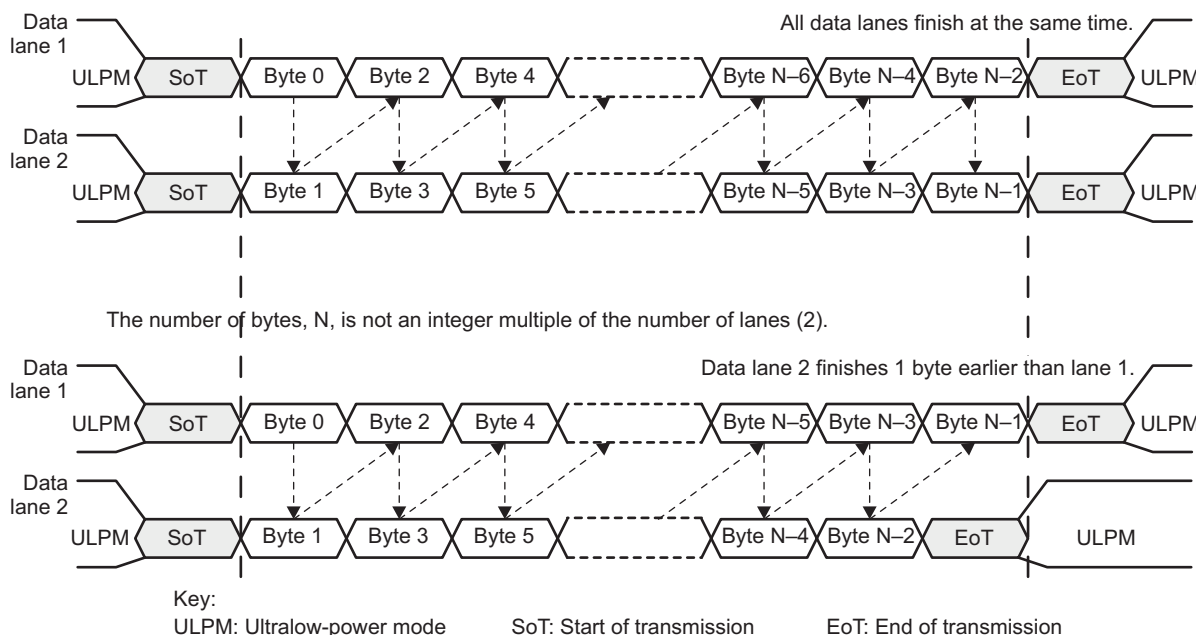 Data
lane 1
All data lanes finish at the same time.
ULPM SoT Byte 0 Byte 2 Byte 4 Byte N–6 Byte N–4 Byte N–2 EoT ULPM
Data
lane 2
ULPM SoT Byte 1 Byte 3 Byte 5 Byte N–5 Byte N–3 Byte N–1 EoT ULPM
The number of bytes, N, is not an integer multiple of the number of lanes (2).
Data
lane 1
Data lane 2 finishes 1 byte earlier than lane 1.
ULPM SoT Byte 0 Byte 2 Byte 4 Byte N–5 Byte N–3 Byte N–1 EoT ULPM
Data
lane 2
ULPM SoT Byte 1 Byte 3 Byte 5 Byte N–4 Byte N–2 EoT ULPM
Key:
ULPM: Ultralow-power mode SoT: Start of transmission EoT: End of transmission